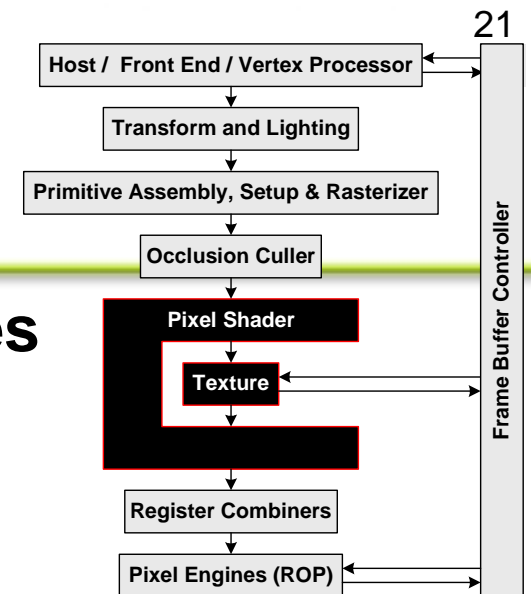 21
Host / Front End / Vertex Processor
Transform and Lighting
Primitive Assembly, Setup & Rasterizer
Occlusion Culler
Pixel Shader
Texture
Register Combiners
Pixel Engines (ROP)
Frame Buffer Controller
es